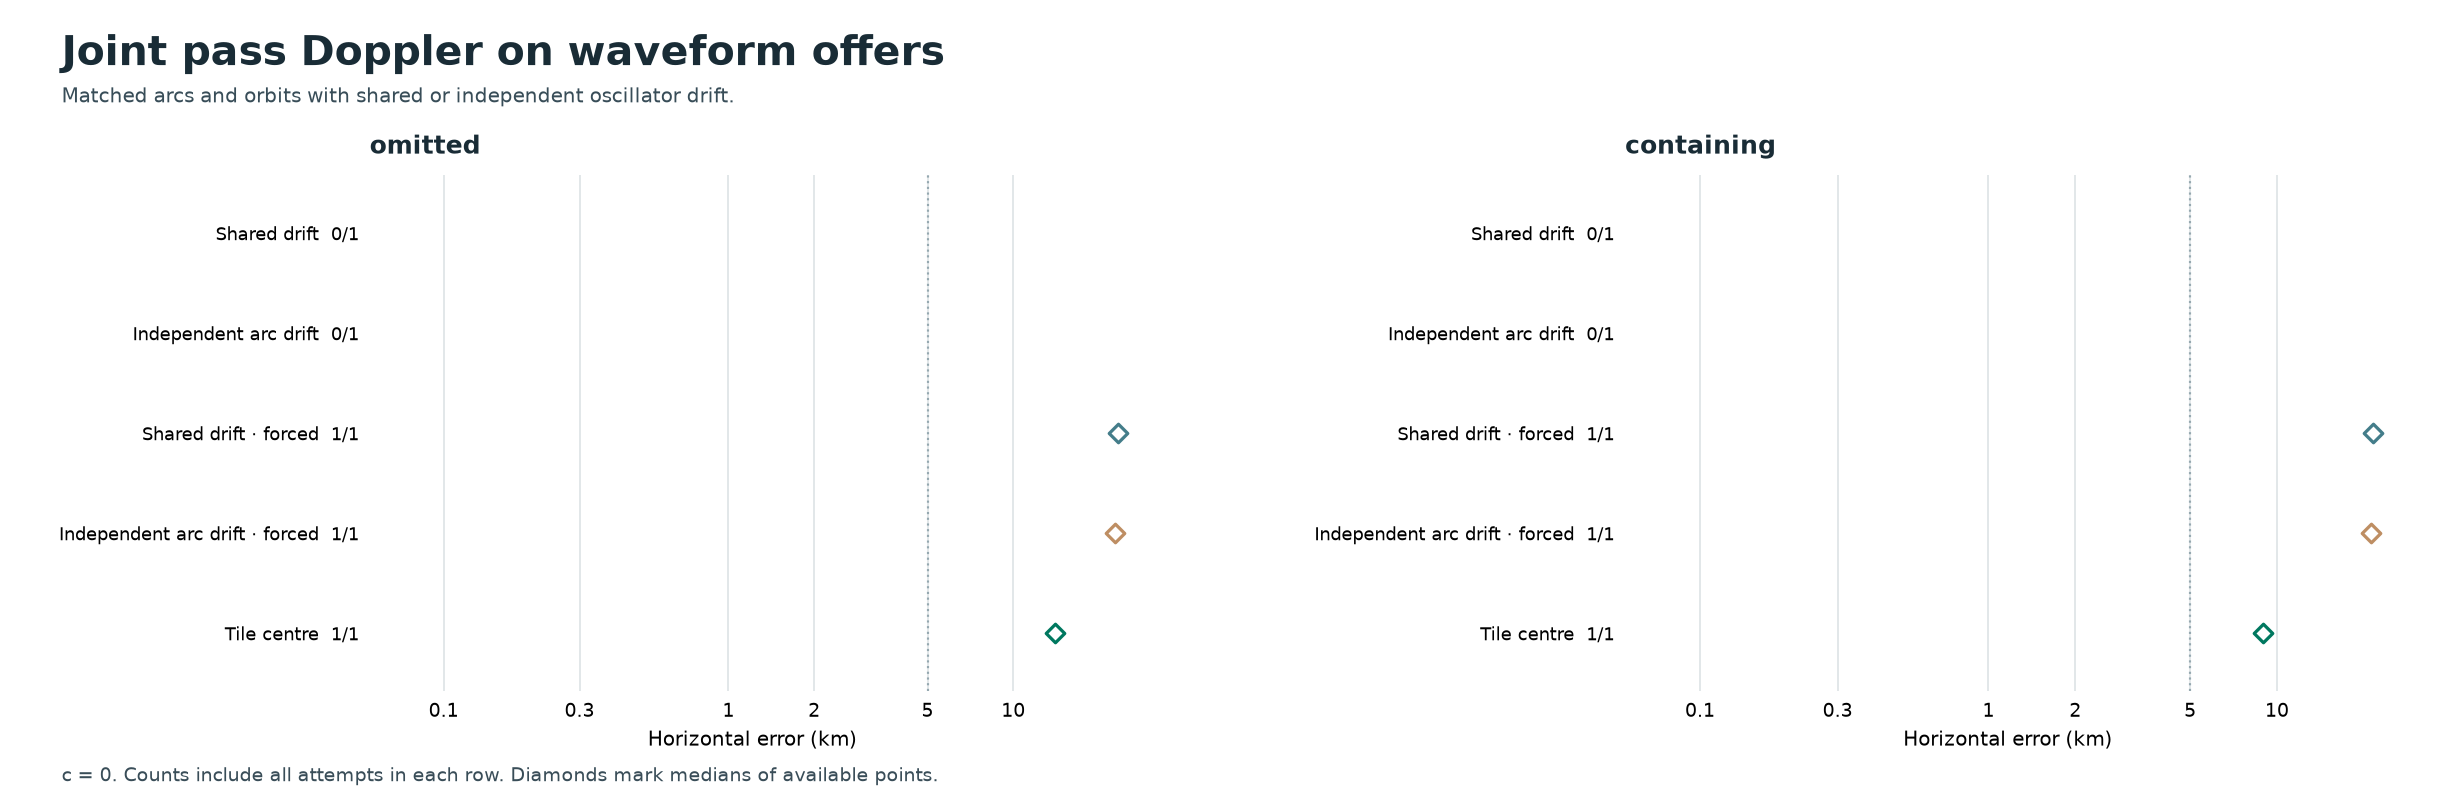 Joint pass Doppler on waveform offers
Matched arcs and orbits with shared or independent oscillator drift.
omitted
Shared drift 0/1
Independent arc drift 0/1
Shared drift · forced 1/1
Independent arc drift · forced 1/1
Tile centre 1/1
0.1 0.3 1 2 5 10
Horizontal error (km)
containing
Shared drift 0/1
Independent arc drift 0/1
Shared drift · forced 1/1
Independent arc drift · forced 1/1
Tile centre 1/1
0.1 0.3 1 2 5 10
Horizontal error (km)
c = 0. Counts include all attempts in each row. Diamonds mark medians of available points.